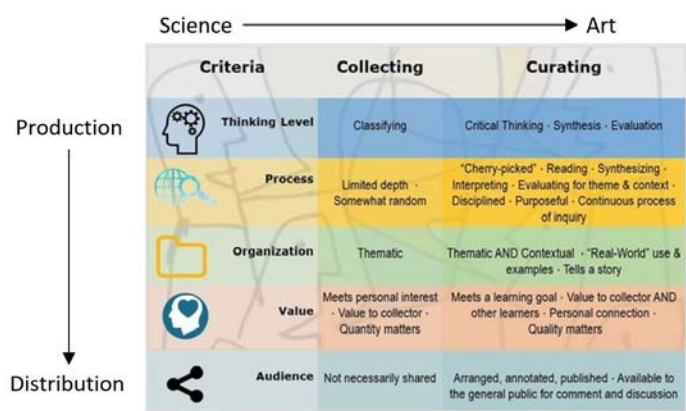 Science Art
Criteria Collecting Curating
Production
Thinking Level
Classifying
Critical Thinking · Synthesis · Evaluation
Process
Limited depth ·
Somewhat random
"Cherry-picked" · Reading · Synthesizing ·
Interpreting · Evaluating for theme & context ·
Disciplined · Purposeful · Continuous process
of inquiry
Organization
Thematic
Thematic AND Contextual · "Real-World" use &
examples · Tells a story
Value
Meets personal interest
· Value to collector ·
Quantity matters
Meets a learning goal · Value to collector AND
other learners · Personal connection ·
Quality matters
Distribution
Audience
Not necessarily shared
Arranged, annotated, published · Available to
the general public for comment and discussion